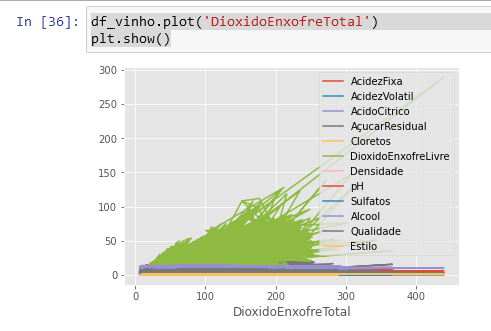 In [36]: df_vinho.plot('DioxidoEnxofreTotal')
plt.show()
300
250
200
150
100
50
0
AcidezFixa
AcidezVolatil
AcidoCitrico
AçucarResidual
Cloretos
DioxidoEnxofreLivre
Densidade
pH
Sulfatos
Alcool
Qualidade
Estilo
0 100 200 300 400
DioxidoEnxofreTotal